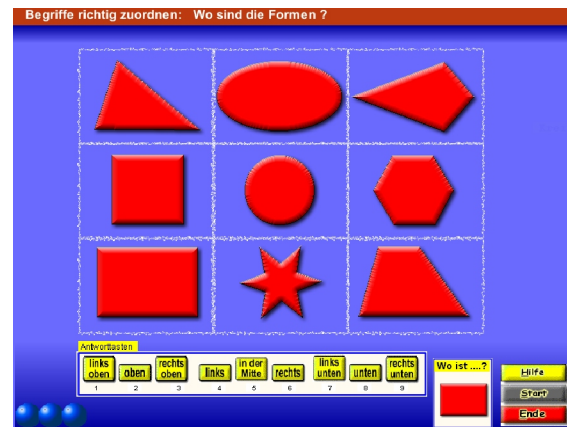 Begriffe richtig zuordnen: Wo sind die Formen ?
Antworttasten
links oben
oben
rechts oben
links
in der Mitte
rechts
links unten
unten
rechts unten
1 2 3 4 5 6 7 8 9
Wo ist ....?
Hilfe
Start
Ende